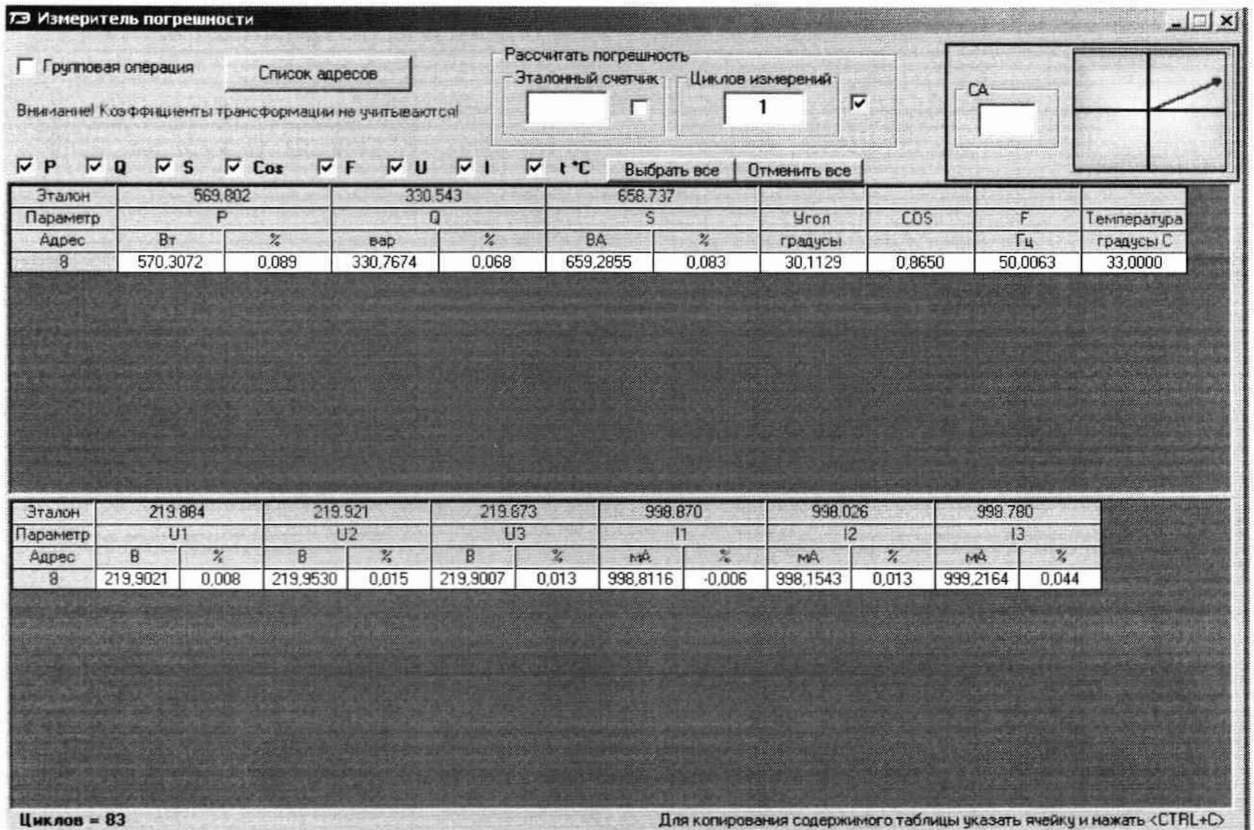 ТЭ Измеритель погрешности
Групповая операция
Список адресов
Внимание! Коэффициенты трансформации не учитываются!
Рассчитать погрешность
Эталонный счетчик
Циклов измерений
1
СА
P Q S Cos F U I t °C Выбрать все Отменить все
Эталон 569.802 330.543 658.737
Параметр P Q S Угол COS F Температура
Адрес Вт % вар % ВА % градусы Гц градусы С
8 570,3072 0,089 330,7674 0,068 659,2855 0,083 30,1129 0,8650 50,0063 33,0000
Эталон 219.884 219.921 219.873 998.870 998.026 998.780
Параметр U1 U2 U3 I1 I2 I3
Адрес В % В % В % мА % мА % мА %
8 219,9021 0,008 219,9530 0,015 219,9007 0,013 998,8116 -0,006 998,1543 0,013 999,2164 0,044
Циклов = 83
Для копирования содержимого таблицы указать ячейку и нажать <CTRL+C>